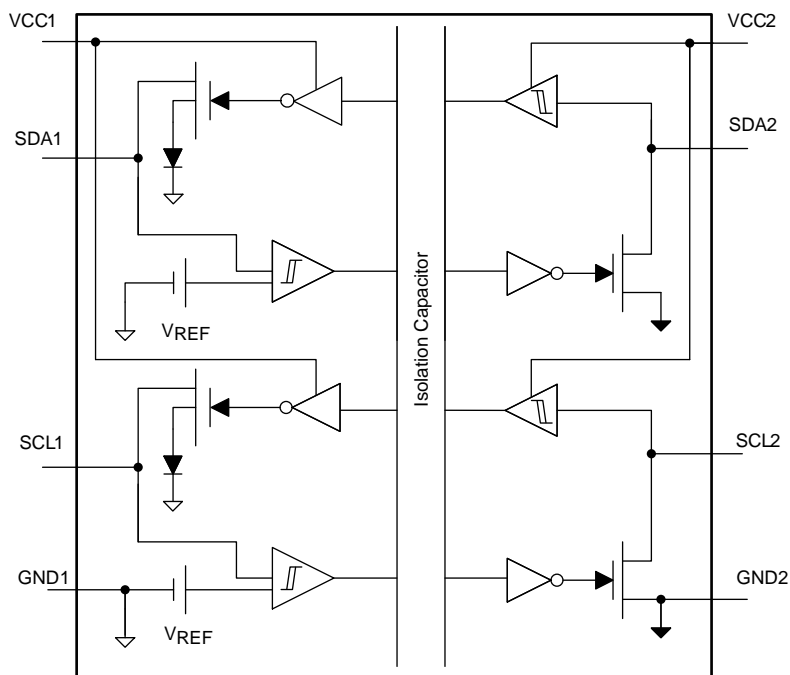 VCC1
VCC2
SDA1
SDA2
VREF
Isolation Capacitor
SCL1
SCL2
GND1
GND2
VREF